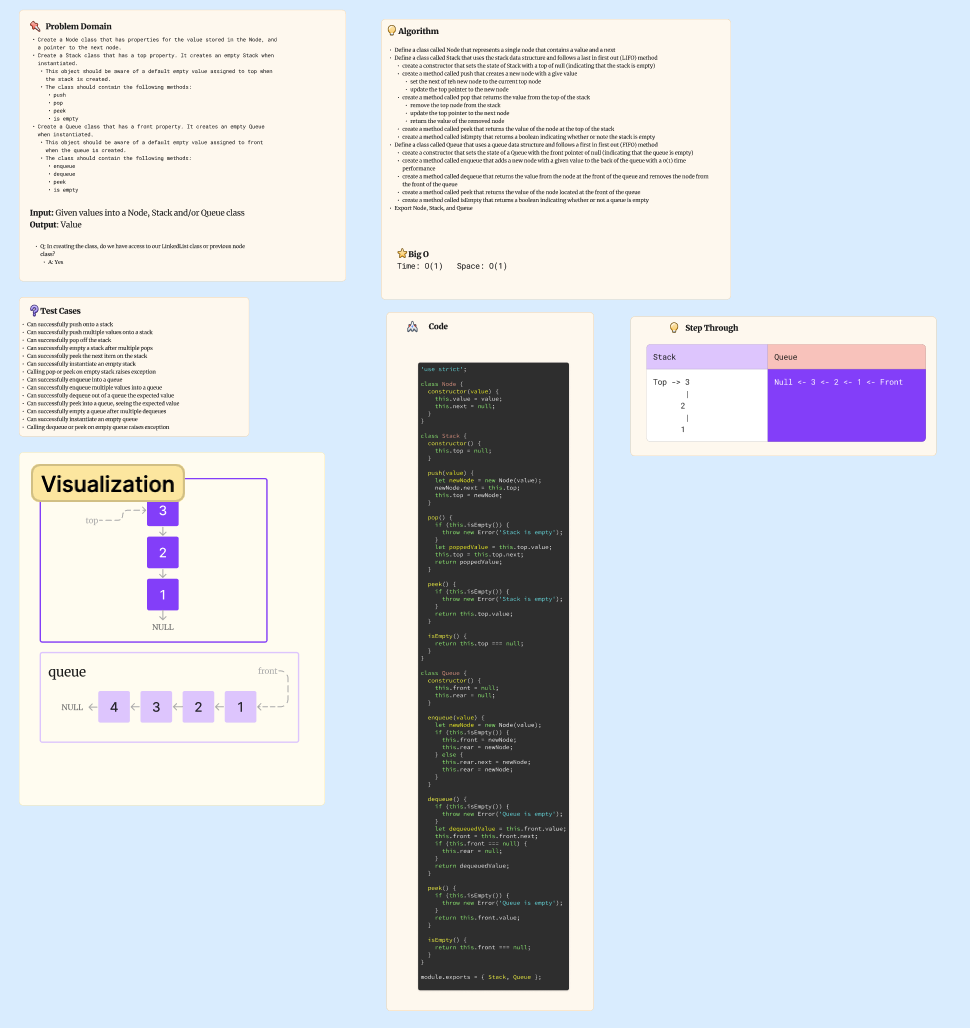 Problem Domain
• Create a Node class that has properties for the value stored in the Node, and
a pointer to the next node.
• Create a Stack class that has a top property. It creates an empty Stack when
instantiated.
• This object should be aware of a default empty value assigned to top when
the stack is created.
• The class should contain the following methods:
• push
• pop
• peek
• is empty
• Create a Queue class that has a front property. It creates an empty Queue
when instantiated.
• This object should be aware of a default empty value assigned to front
when the queue is created.
• The class should contain the following methods:
• enqueue
• dequeue
• peek
• is empty
Input: Given values into a Node, Stack and/or Queue class
Output: Value
• Q: In creating the class, do we have access to our LinkedList class or previous node
class?
• A: Yes
Algorithm
• Define a class called Node that represents a single node that contains a value and a next
• Define a class called Stack that uses the stack data structure and follows a last in first out (LIFO) method
• create a constructor that sets the state of Stack with a top of null (indicating that the stack is empty)
• create a method called push that creates a new node with a give value
• set the next of teh new node to the current top node
• update the top pointer to the new node
• create a method called pop that returns the value from the top of the stack
• remove the top node from the stack
• update the top pointer to the next node
• return the value of the removed node
• create a method called peek that returns the value of the node at the top of the stack
• create a method called isEmpty that returns a boolean indicating whether or note the stack is empty
• Define a class called Queue that uses a queue data structure and follows a first in first out (FIFO) method
• create a constructor that sets the state of a Queue with the front pointer of null (indicating that the queue is empty)
• create a method called enqueue that adds a new node with a given value to the back of the queue with a 0(1) time
performance
• create a method called dequeue that returns the value from the node at the front of the queue and removes the node from
the front of the queue
• create a method called peek that returns the value of the node located at the front of the queue
• create a method called isEmpty that returns a boolean indicating whether or not a queue is empty
• Export Node, Stack, and Queue
Big O
Time: O(1) Space: O(1)
Test Cases
• Can successfully push onto a stack
• Can successfully push multiple values onto a stack
• Can successfully pop off the stack
• Can successfully empty a stack after multiple pops
• Can successfully peek the next item on the stack
• Can successfully instantiate an empty stack
• Calling pop or peek on empty stack raises exception
• Can successfully enqueue into a queue
• Can successfully enqueue multiple values into a queue
• Can successfully dequeue out of a queue the expected value
• Can successfully peek into a queue, seeing the expected value
• Can successfully empty a queue after multiple dequeues
• Can successfully instantiate an empty queue
• Calling dequeue or peek on empty queue raises exception
Visualization
top
3
2
1
NULL
queue
front
NULL 4 3 2 1
Code
'use strict';
class Node {
constructor(value) {
this.value = value;
this.next = null;
}
}
class Stack {
constructor() {
this.top = null;
}
push(value) {
let newNode = new Node(value);
newNode.next = this.top;
this.top = newNode;
}
pop() {
if (this.isEmpty()) {
throw new Error('Stack is empty');
}
let poppedValue = this.top.value;
this.top = this.top.next;
return poppedValue;
}
peek() {
if (this.isEmpty()) {
throw new Error('Stack is empty');
}
return this.top.value;
}
isEmpty() {
return this.top === null;
}
}
class Queue {
constructor() {
this.front = null;
this.rear = null;
}
enqueue(value) {
let newNode = new Node(value);
if (this.isEmpty()) {
this.front = newNode;
this.rear = newNode;
} else {
this.rear.next = newNode;
this.rear = newNode;
}
}
dequeue() {
if (this.isEmpty()) {
throw new Error('Queue is empty');
}
let dequeuedValue = this.front.value;
this.front = this.front.next;
if (this.front === null) {
this.rear = null;
}
return dequeuedValue;
}
peek() {
if (this.isEmpty()) {
throw new Error('Queue is empty');
}
return this.front.value;
}
isEmpty() {
return this.front === null;
}
}
module.exports = { Stack, Queue };
Step Through
Stack Queue
Top -> 3 Null <- 3 <- 2 <- 1 <- Front
|
2
|
1